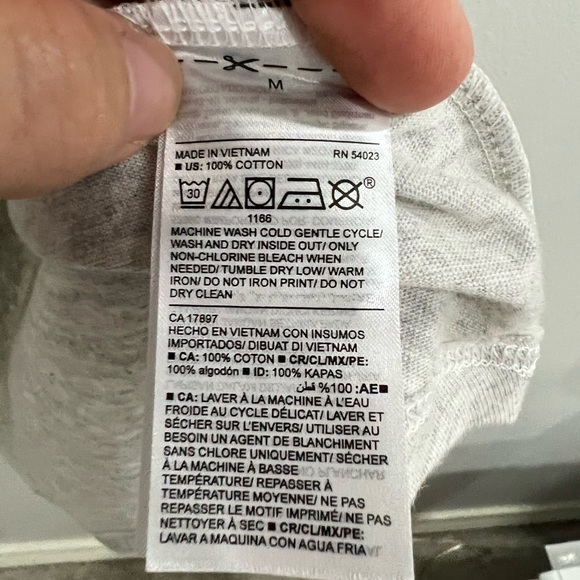 M
MADE IN VIETNAM RN 54023
■ US: 100% COTTON
30 ®
1166
MACHINE WASH COLD GENTLE CYCLE/
WASH AND DRY INSIDE OUT/ ONLY
NON-CHLORINE BLEACH WHEN
NEEDED/ TUMBLE DRY LOW/ WARM
IRON/ DO NOT IRON PRINT/ DO NOT
DRY CLEAN
CA 17897
HECHO EN VIETNAM CON INSUMOS
IMPORTADOS/ DIBUAT DI VIETNAM
■ CA: 100% COTON ■ CR/CL/MX/PE:
100% algodón ■ ID: 100% KAPAS
■AE: 100% قطن
■ CA: LAVER À LA MACHINE À L'EAU
FROIDE AU CYCLE DÉLICAT/ LAVER ET
SÉCHER SUR L'ENVERS/ UTILISER AU
BESOIN UN AGENT DE BLANCHIMENT
SANS CHLORE UNIQUEMENT/ SÉCHER
À LA MACHINE À BASSE
TEMPÉRATURE/ REPASSER À
TEMPÉRATURE MOYENNE/ NE PAS
REPASSER LE MOTIF IMPRIMÉ/ NE PAS
NETTOYER À SEC ■ CR/CL/MX/PE:
LAVAR A MAQUINA CON AGUA FRIA